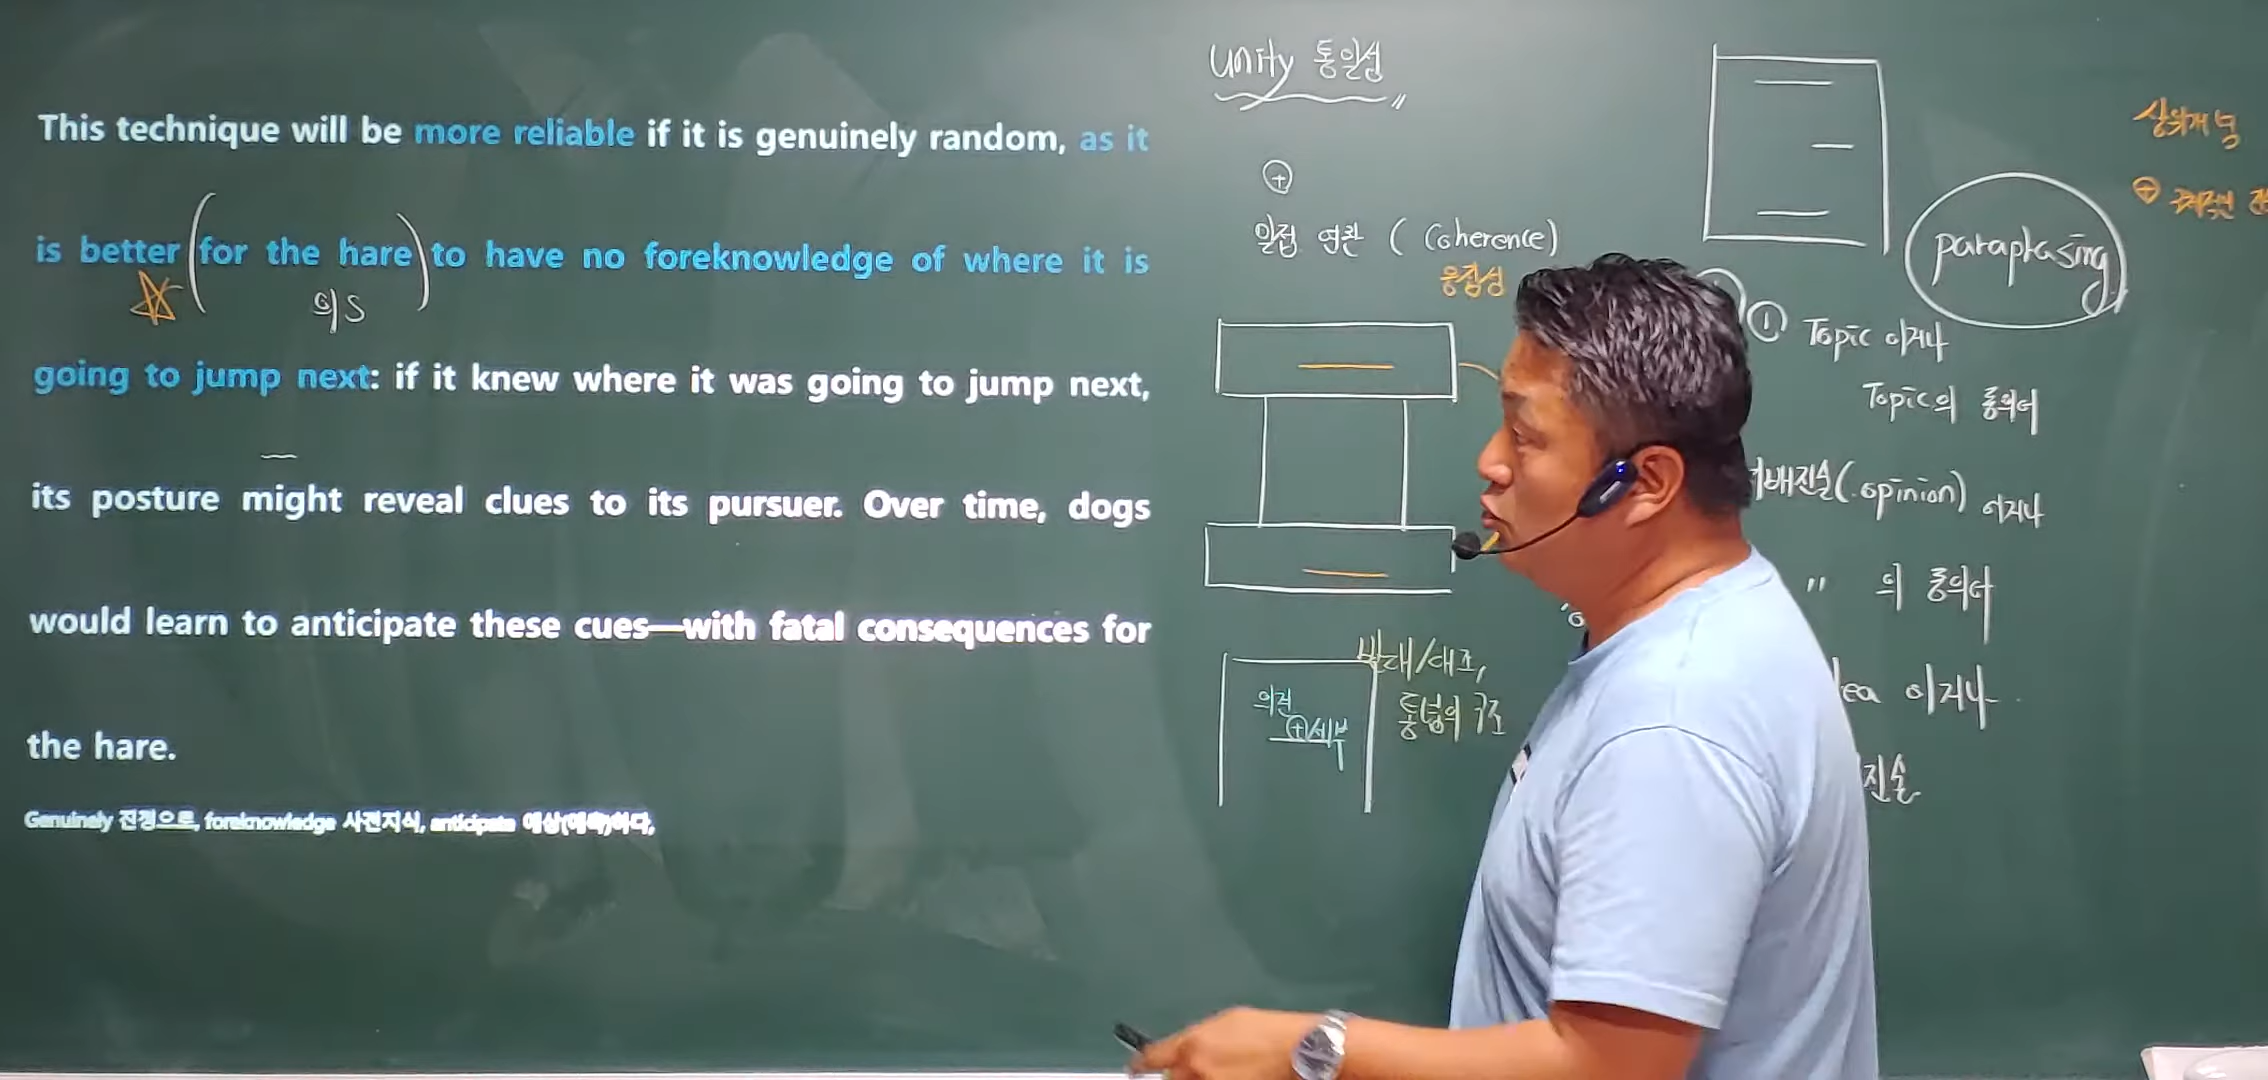 This technique will be more reliable if it is genuinely random, as it
is better (for the hare) to have no foreknowledge of where it is
의S
going to jump next: if it knew where it was going to jump next,
its posture might reveal clues to its pursuer. Over time, dogs
would learn to anticipate these cues—with fatal consequences for
the hare.
Genuinely 진정으로, foreknowledge 사전지식, anticipate 예상(예측)하다,
Unity 통일성
+
밀접 연관 ( Coherence)
응집성
반대/대조,
통념의 구조
의견
+세부
상위개념
+
paraphasing
① Topic 이거나
Topic의 동의어
(opinion) 이거나
" 의 동의어
이거나
진술